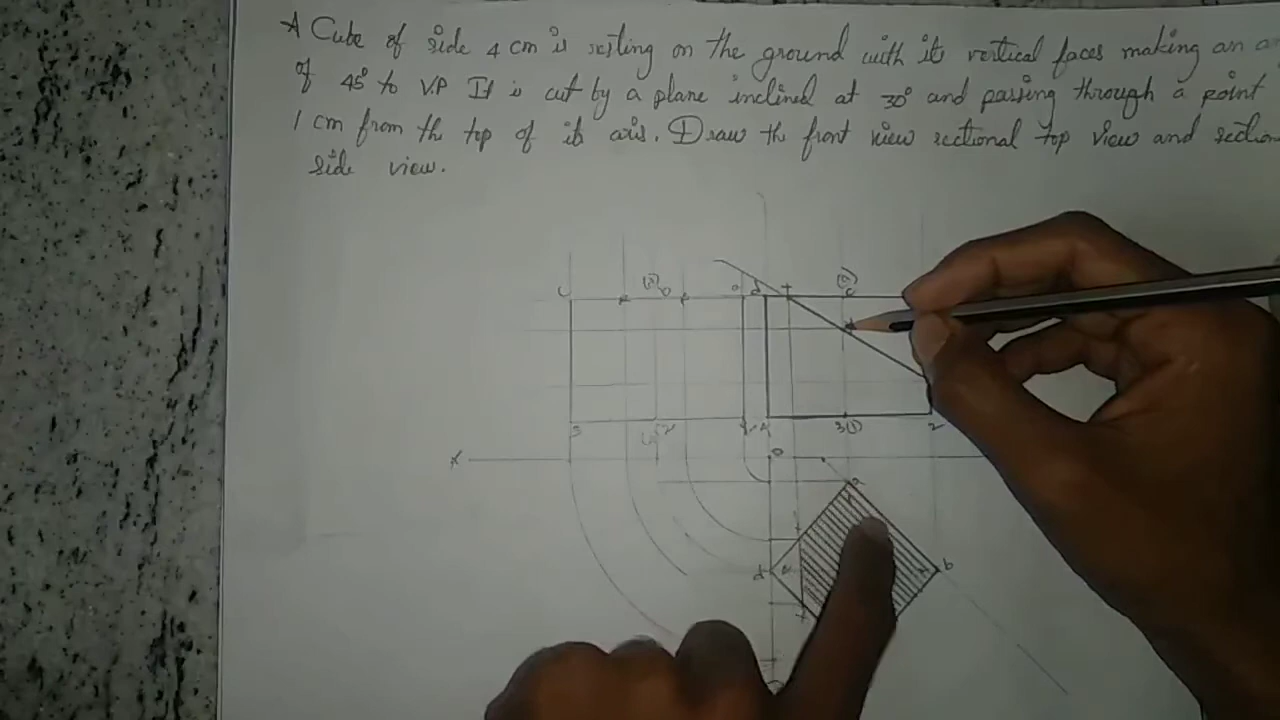 A Cube of side 4 cm is resting on the ground with its vertical faces making an
of 45° to V.P It is cut by a plane inclined at 30° and passing through a point
1 cm from the top of its axis. Draw the front view sectional top view and section
side view.
X
a
b
d